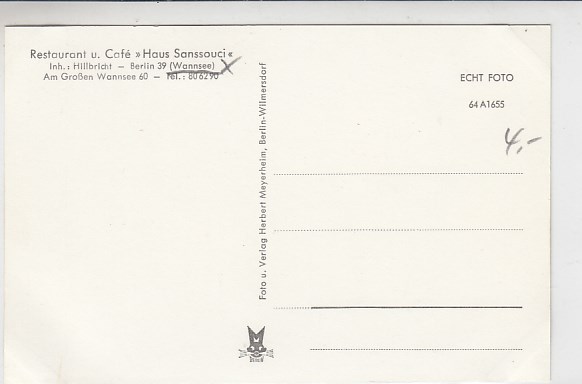 Restaurant u. Café »Haus Sanssouci«
Inh.: Hillbricht – Berlin 39 (Wannsee)
Am Großen Wannsee 60 – Tel.: 80 62 90
Foto u. Verlag Herbert Meyerheim, Berlin-Wilmersdorf
ECHT FOTO
64 A 1655
4,-